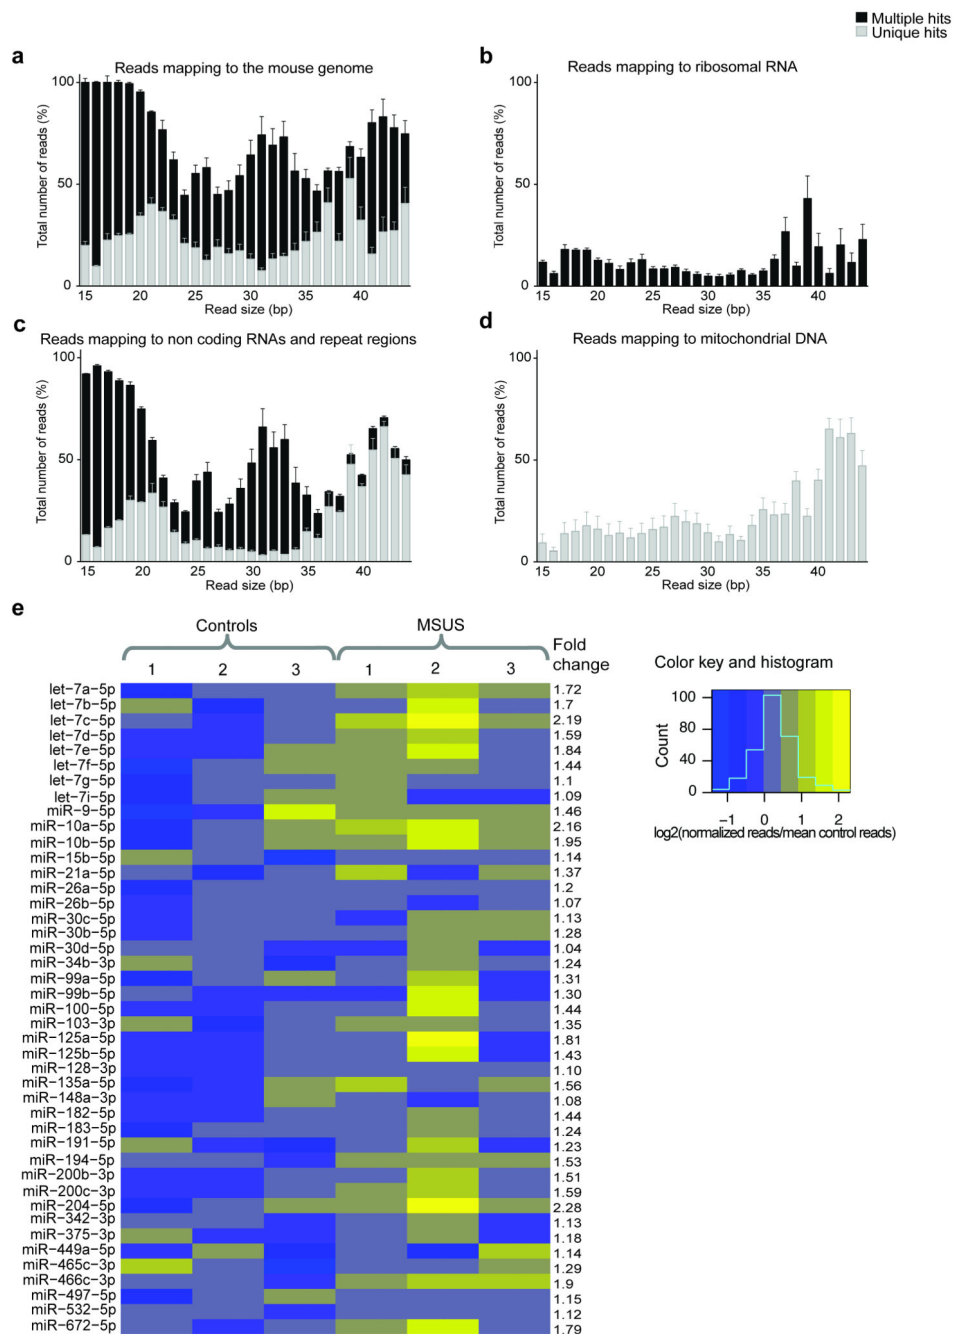 Multiple hits
Unique hits
a
Reads mapping to the mouse genome
Total number of reads (%)
100
50
0
15 20 25 30 35 40
Read size (bp)
b
Reads mapping to ribosomal RNA
Total number of reads (%)
100
50
0
15 20 25 30 35 40
Read size (bp)
c
Reads mapping to non coding RNAs and repeat regions
Total number of reads (%)
100
50
0
15 20 25 30 35 40
Read size (bp)
d
Reads mapping to mitochondrial DNA
Total number of reads (%)
100
50
0
15 20 25 30 35 40
Read size (bp)
e
Controls MSUS Fold change
1 2 3 1 2 3
let-7a-5p 1.72
let-7b-5p 1.7
let-7c-5p 2.19
let-7d-5p 1.59
let-7e-5p 1.84
let-7f-5p 1.44
let-7g-5p 1.1
let-7i-5p 1.09
miR-9-5p 1.46
miR-10a-5p 2.16
miR-10b-5p 1.95
miR-15b-5p 1.14
miR-21a-5p 1.37
miR-26a-5p 1.2
miR-26b-5p 1.07
miR-30c-5p 1.13
miR-30b-5p 1.28
miR-30d-5p 1.04
miR-34b-3p 1.24
miR-99a-5p 1.31
miR-99b-5p 1.30
miR-100-5p 1.44
miR-103-3p 1.35
miR-125a-5p 1.81
miR-125b-5p 1.43
miR-128-3p 1.10
miR-135a-5p 1.56
miR-148a-3p 1.08
miR-182-5p 1.44
miR-183-5p 1.24
miR-191-5p 1.23
miR-194-5p 1.53
miR-200b-3p 1.51
miR-200c-3p 1.59
miR-204-5p 2.28
miR-342-3p 1.13
miR-375-3p 1.18
miR-449a-5p 1.14
miR-465c-3p 1.29
miR-466c-3p 1.9
miR-497-5p 1.15
miR-532-5p 1.12
miR-672-5p 1.79
Color key and histogram
Count
100
80
40
0
−1 0 1 2
log2(normalized reads/mean control reads)